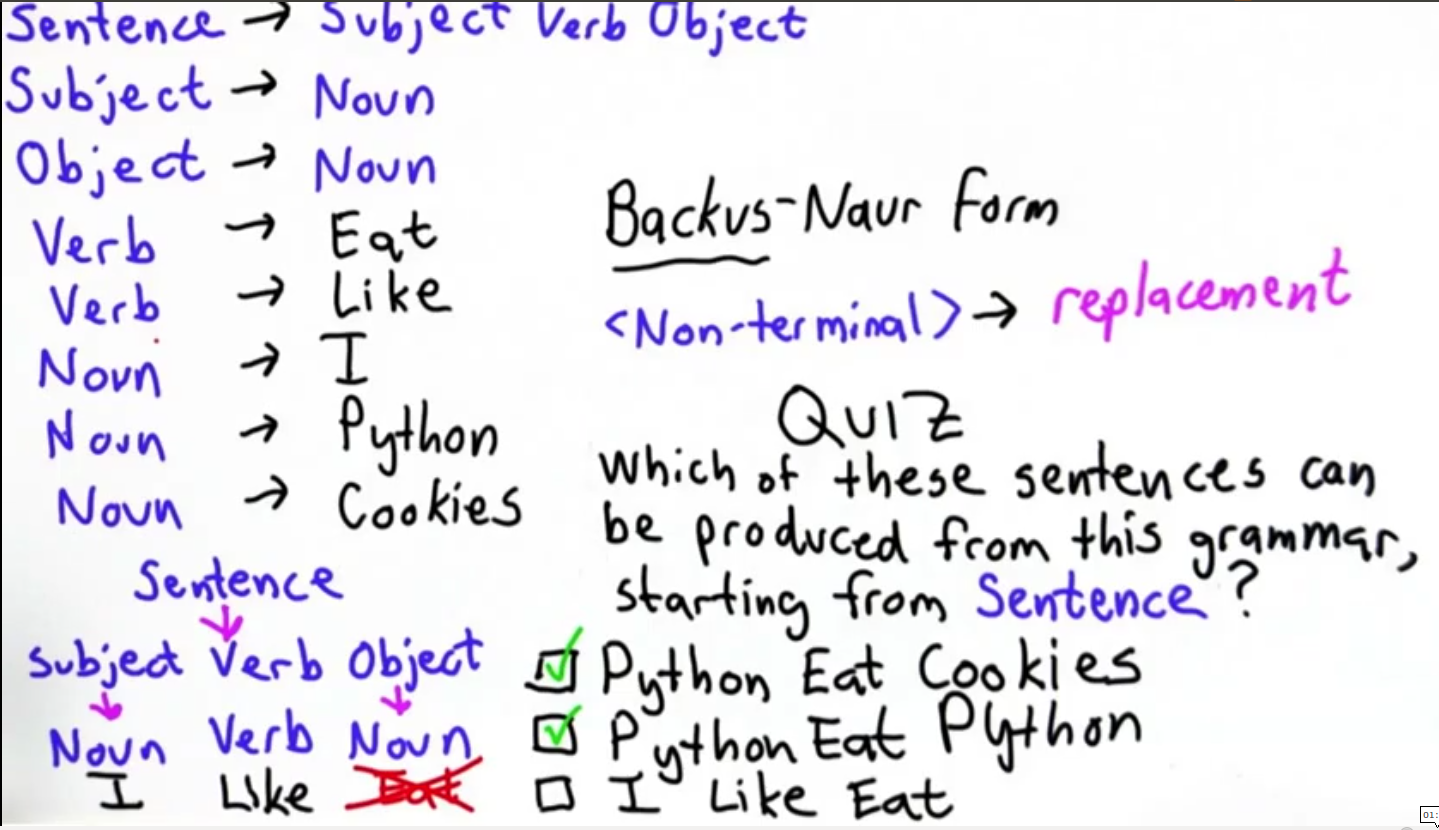 Sentence → Subject Verb Object
Subject → Noun
Object → Noun
Verb → Eat
Verb → Like
Noun → I
Noun → Python
Noun → Cookies
Sentence
↓
Subject Verb Object
↓ ↓
Noun Verb Noun
I Like Eat
Backus-Naur Form
<Non-terminal> → replacement
QUIZ
Which of these sentences can
be produced from this grammar,
starting from Sentence?
Python Eat Cookies
Python Eat Python
I Like Eat
01: